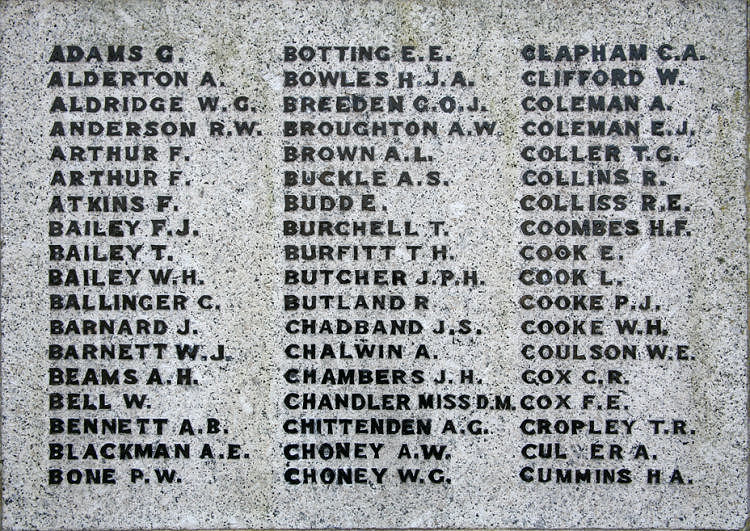 ADAMS G.
ALDERTON A.
ALDRIDGE W.G.
ANDERSON R.W.
ARTHUR F.
ARTHUR F.
ATKINS F.
BAILEY F.J.
BAILEY T.
BAILEY W.H.
BALLINGER C.
BARNARD J.
BARNETT W.J.
BEAMS A.H.
BELL W.
BENNETT A.B.
BLACKMAN A.E.
BONE P.W.
BOTTING E.E.
BOWLES H.J.A.
BREEDEN G.O.J.
BROUGHTON A.W.
BROWN A.L.
BUCKLE A.S.
BUDD E.
BURCHELL T.
BURFITT T H.
BUTCHER J.P.H.
BUTLAND R
CHADBAND J.S.
CHALWIN A.
CHAMBERS J.H.
CHANDLER MISS D.M.
CHITTENDEN A.G.
CHONEY A.W.
CHONEY W.G.
CLAPHAM C.A.
CLIFFORD W.
COLEMAN A.
COLEMAN E.J.
COLLER T.G.
COLLINS R.
COLLISS R.E.
COOMBES H.F.
COOK E.
COOK L.
COOKE P.J.
COOKE W.H.
COULSON W.E.
COX C.R.
COX F.E.
CROPLEY T.R.
CUL ER A.
CUMMINS H A.